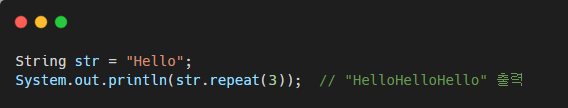 String str = "Hello";
System.out.println(str.repeat(3));  // "HelloHelloHello" 출력